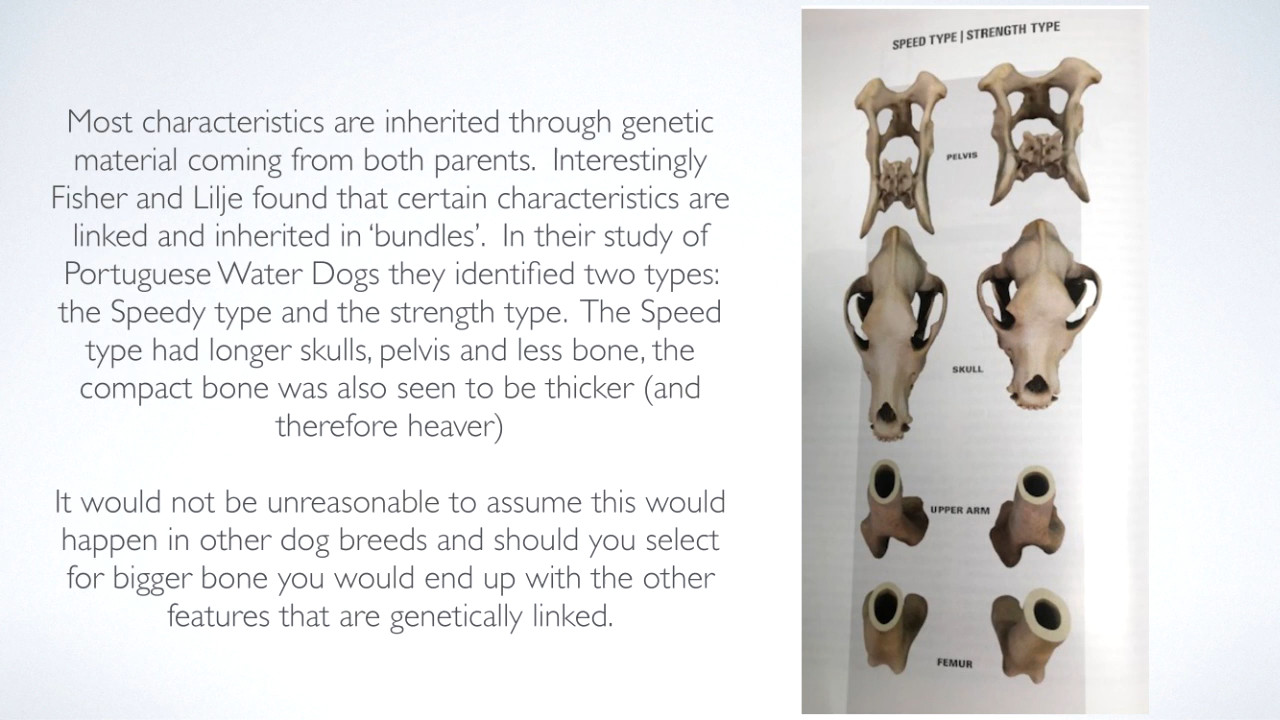 Most characteristics are inherited through genetic
material coming from both parents. Interestingly
Fisher and Lilje found that certain characteristics are
linked and inherited in ‘bundles’. In their study of
Portuguese Water Dogs they identified two types:
the Speedy type and the strength type. The Speed
type had longer skulls, pelvis and less bone, the
compact bone was also seen to be thicker (and
therefore heaver)
It would not be unreasonable to assume this would
happen in other dog breeds and should you select
for bigger bone you would end up with the other
features that are genetically linked.
SPEED TYPE | STRENGTH TYPE
PELVIS
SKULL
UPPER ARM
FEMUR